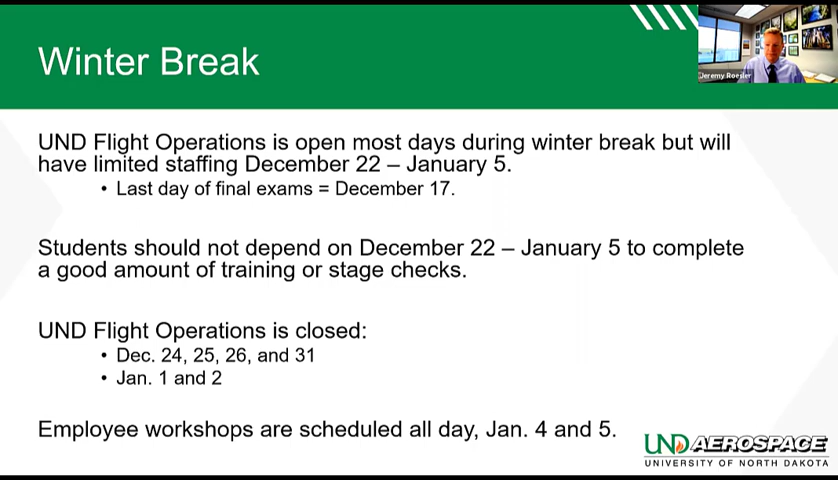 Winter Break
Jeremy Roesler
UND Flight Operations is open most days during winter break but will
have limited staffing December 22 – January 5.
• Last day of final exams = December 17.
Students should not depend on December 22 – January 5 to complete
a good amount of training or stage checks.
UND Flight Operations is closed:
• Dec. 24, 25, 26, and 31
• Jan. 1 and 2
Employee workshops are scheduled all day, Jan. 4 and 5.
UND AEROSPACE
UNIVERSITY OF NORTH DAKOTA